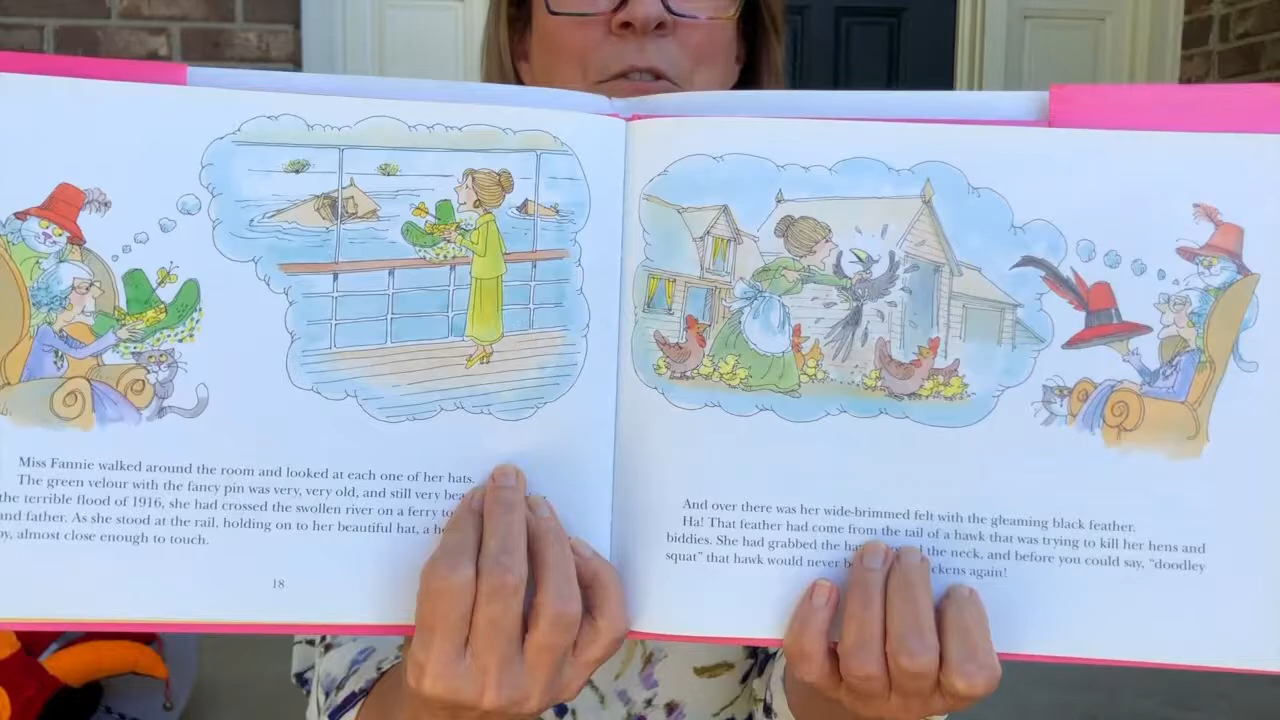 Miss Fannie walked around the room and looked at each one of her hats.
The green velour with the fancy pin was very, very old, and still very
the terrible flood of 1916, she had crossed the swollen river on a ferry
and father. As she stood at the rail, holding on to her beautiful hat, a
almost close enough to touch.
18
And over there was her wide-brimmed felt with the gleaming black feather.
Ha! That feather had come from the tail of a hawk that was trying to kill her hens and
biddies. She had grabbed the the neck, and before you could say, “doodley
squat” that hawk would never again!